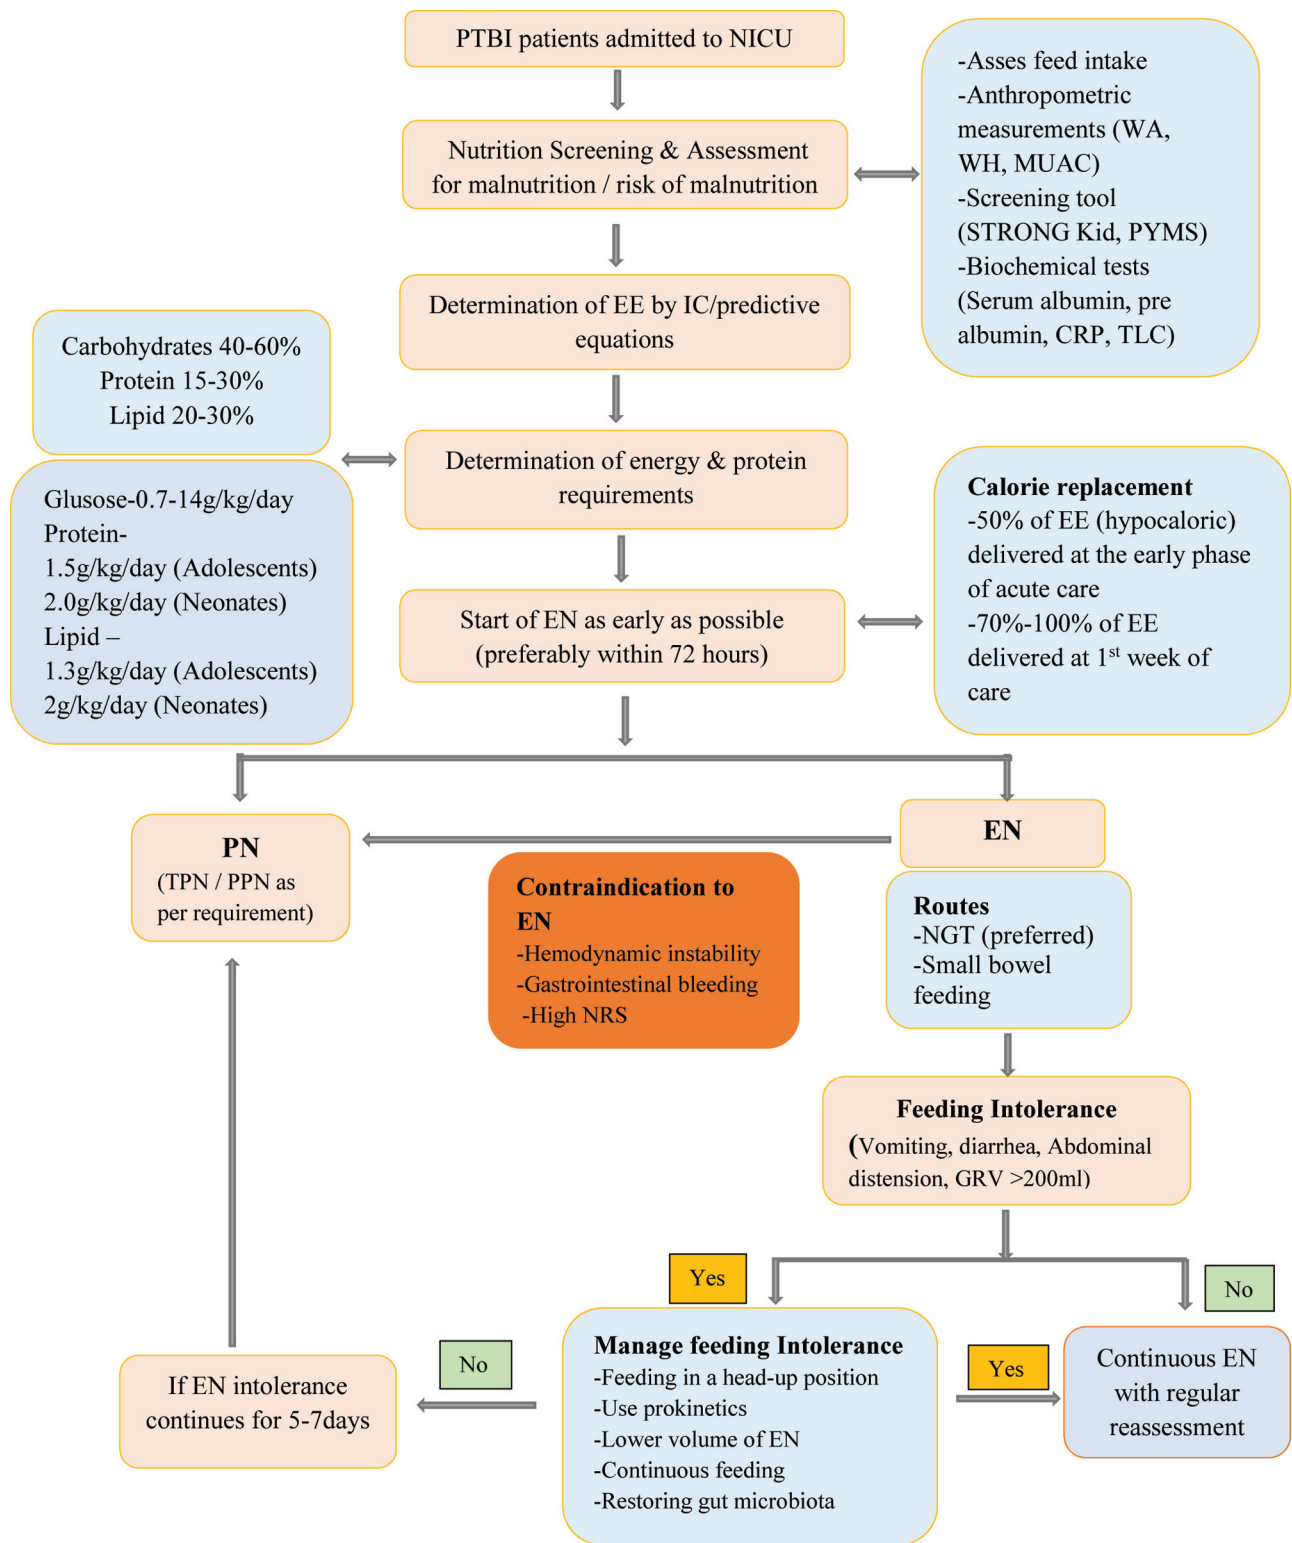 PTBI patients admitted to NICU
Nutrition Screening & Assessment
for malnutrition / risk of malnutrition
-Asses feed intake
-Anthropometric
measurements (WA,
WH, MUAC)
-Screening tool
(STRONG Kid, PYMS)
-Biochemical tests
(Serum albumin, pre
albumin, CRP, TLC)
Determination of EE by IC/predictive
equations
Carbohydrates 40-60%
Protein 15-30%
Lipid 20-30%
Determination of energy & protein
requirements
Glusose-0.7-14g/kg/day
Protein-
1.5g/kg/day (Adolescents)
2.0g/kg/day (Neonates)
Lipid –
1.3g/kg/day (Adolescents)
2g/kg/day (Neonates)
Start of EN as early as possible
(preferably within 72 hours)
Calorie replacement
-50% of EE (hypocaloric)
delivered at the early phase
of acute care
-70%-100% of EE
delivered at 1st week of
care
PN
(TPN / PPN as
per requirement)
EN
Contraindication to
EN
-Hemodynamic instability
-Gastrointestinal bleeding
-High NRS
Routes
-NGT (preferred)
-Small bowel
feeding
Feeding Intolerance
(Vomiting, diarrhea, Abdominal
distension, GRV >200ml)
Yes
No
Manage feeding Intolerance
-Feeding in a head-up position
-Use prokinetics
-Lower volume of EN
-Continuous feeding
-Restoring gut microbiota
Yes
Continuous EN
with regular
reassessment
No
If EN intolerance
continues for 5-7days